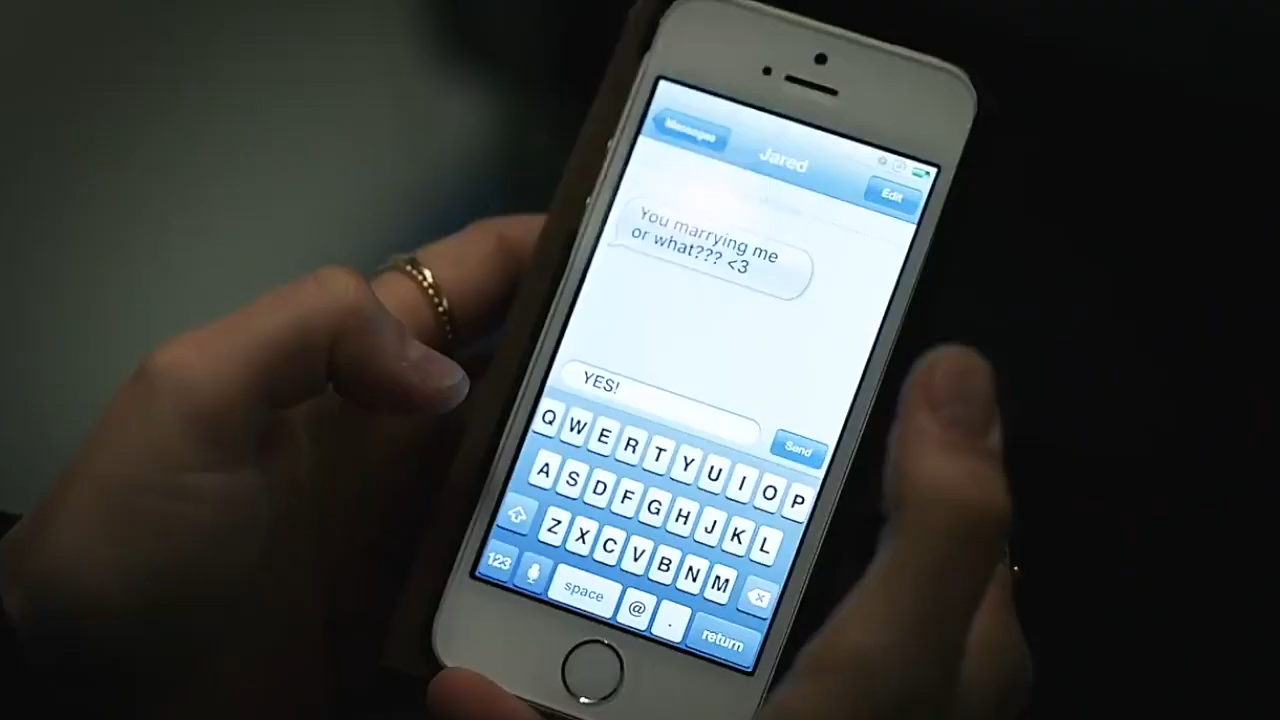 Messages
Jared
Edit
You marrying me
or what??? <3
YES!
Send
Q W E R T Y U I O P
A S D F G H J K L
Z X C V B N M
123
space
@
.
return